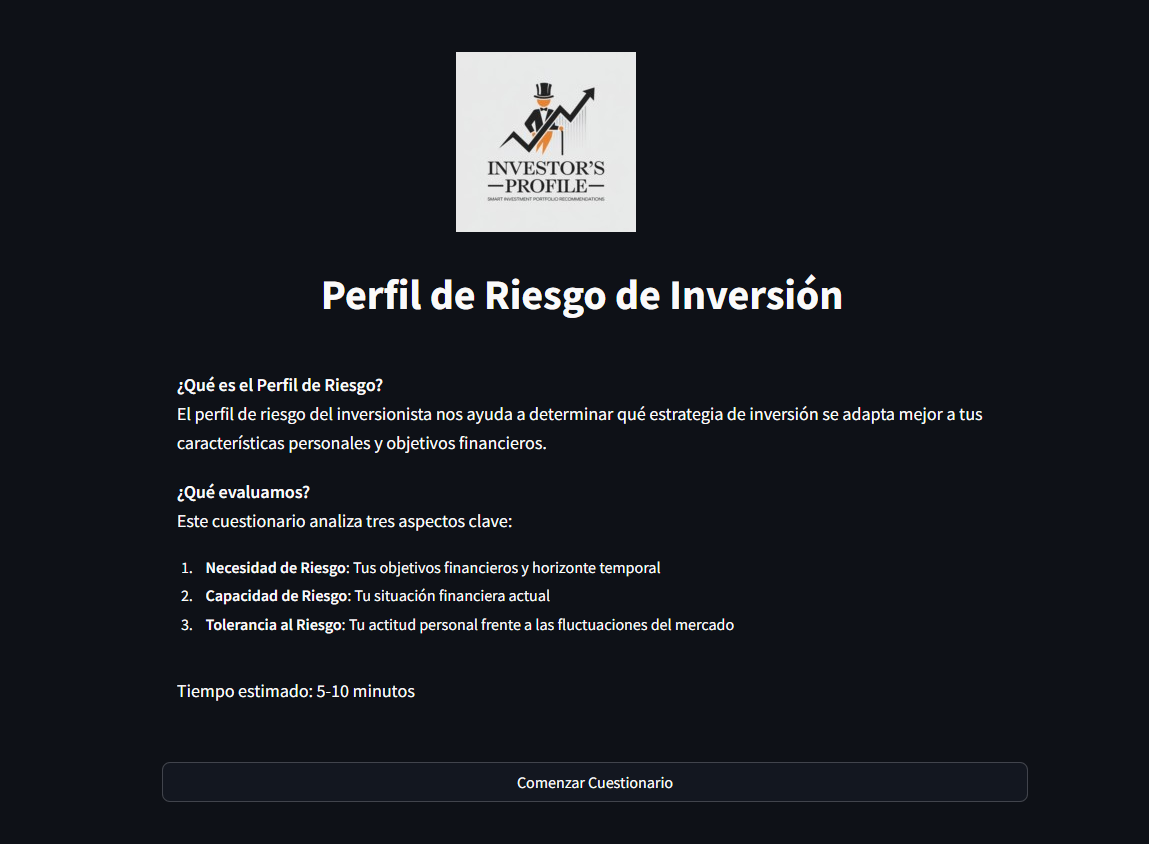 INVESTOR'S
PROFILE
SMART INVESTMENT PORTFOLIO RECOMMENDATIONS
Perfil de Riesgo de Inversión
¿Qué es el Perfil de Riesgo?
El perfil de riesgo del inversionista nos ayuda a determinar qué estrategia de inversión se adapta mejor a tus
características personales y objetivos financieros.
¿Qué evaluamos?
Este cuestionario analiza tres aspectos clave:
1. Necesidad de Riesgo: Tus objetivos financieros y horizonte temporal
2. Capacidad de Riesgo: Tu situación financiera actual
3. Tolerancia al Riesgo: Tu actitud personal frente a las fluctuaciones del mercado
Tiempo estimado: 5-10 minutos
Comenzar Cuestionario